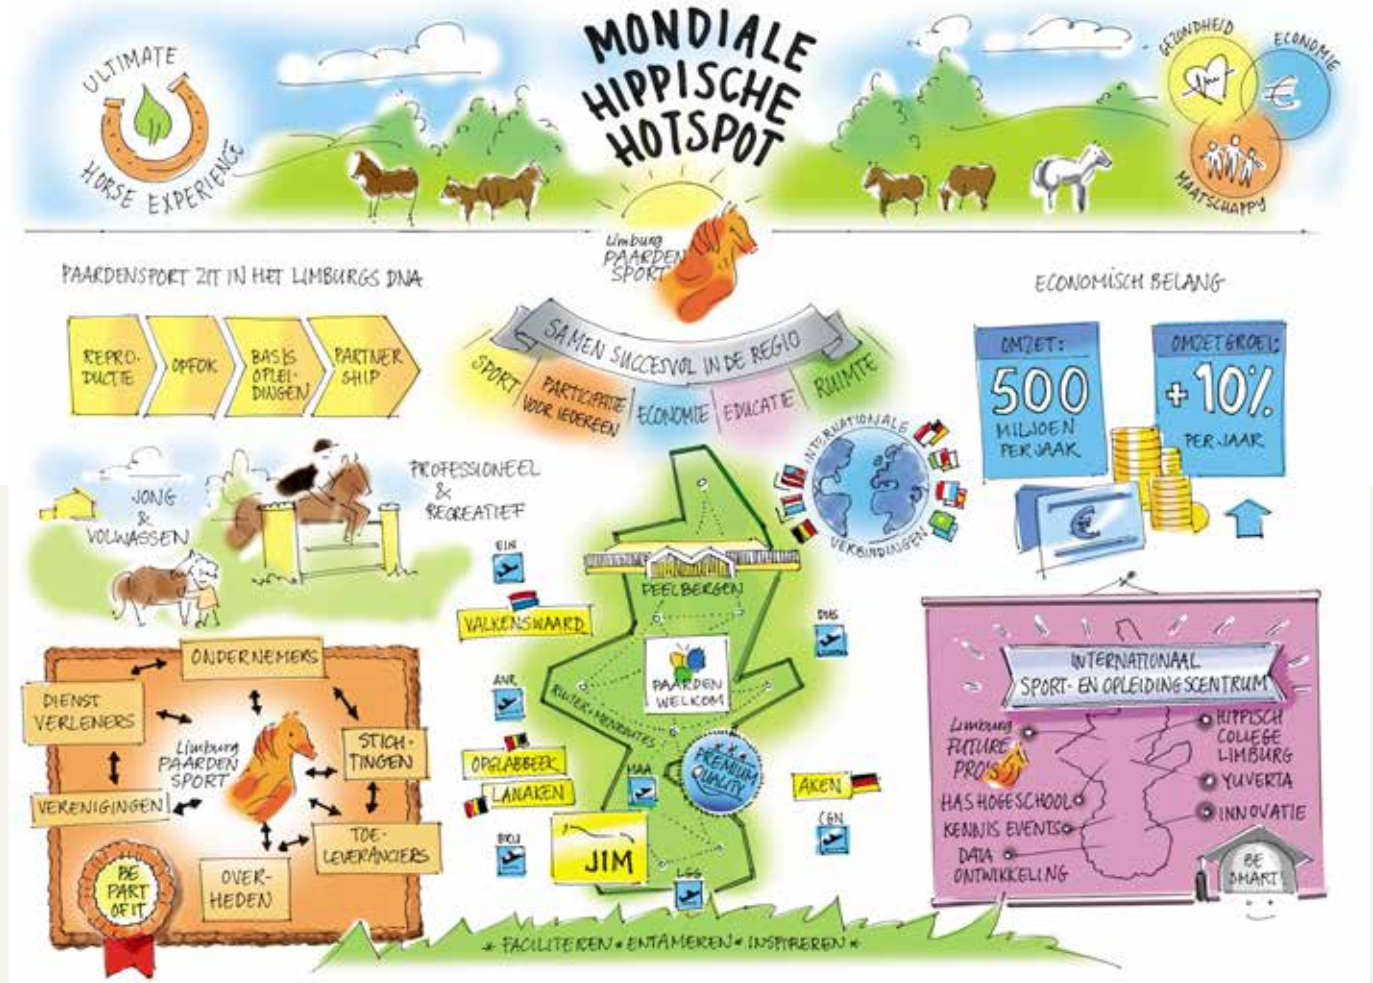 ULTIMATE
HORSE EXPERIENCE
MONDIALE
HIPPISCHE
HOTSPOT
GEZONDHEID
ECONOMIE
MAATSCHAPPY
Limburg
PAARDEN
SPORT
PAARDENSPORT ZIT IN HET LIMBURGS DNA
REPRO-
DUCTIE
OPFOK
BASIS
OPLEI-
DINGEN
PARTNER
SHIP
SAMEN SUCCESVOL IN DE REGIO
SPORT
PARTICIPATIE
VOOR IEDEREEN
ECONOMIE
EDUCATIE
RUIMTE
ECONOMISCH BELANG
OMZET:
500
MILJOEN
PER JAAR
OMZETGROEI:
+10%
PER JAAR
JONG
&
VOLWASSEN
PROFESSIONEEL
&
RECREATIEF
INTERNATIONALE
VERBINDINGEN
EIN
VALKENSWAARD
ANR
OPGLABBEEK
LANAKEN
BRU
PEELBERGEN
PAARDEN
WELKOM
RUITER + MENROUTES
PREMIUM
QUALITY
MAA
JIM
LGG
DUS
AKEN
CGN
ONDERNEMERS
DIENST
VERLENERS
Limburg
PAARDEN
SPORT
STICH-
TINGEN
VERENIGINGEN
TOE-
LEVERANCIERS
OVER-
HEDEN
BE
PART
OF IT
INTERNATIONAAL
SPORT- EN OPLEIDINGSCENTRUM
Limburg
FUTURE
PRO'S
HAS HOGESCHOOL
KENNIS EVENTS
DATA
ONTWIKKELING
HIPPISCH
COLLEGE
LIMBURG
YUVERTA
INNOVATIE
BE
SMART!
* FACILITEREN * ENTAMEREN * INSPIREREN *